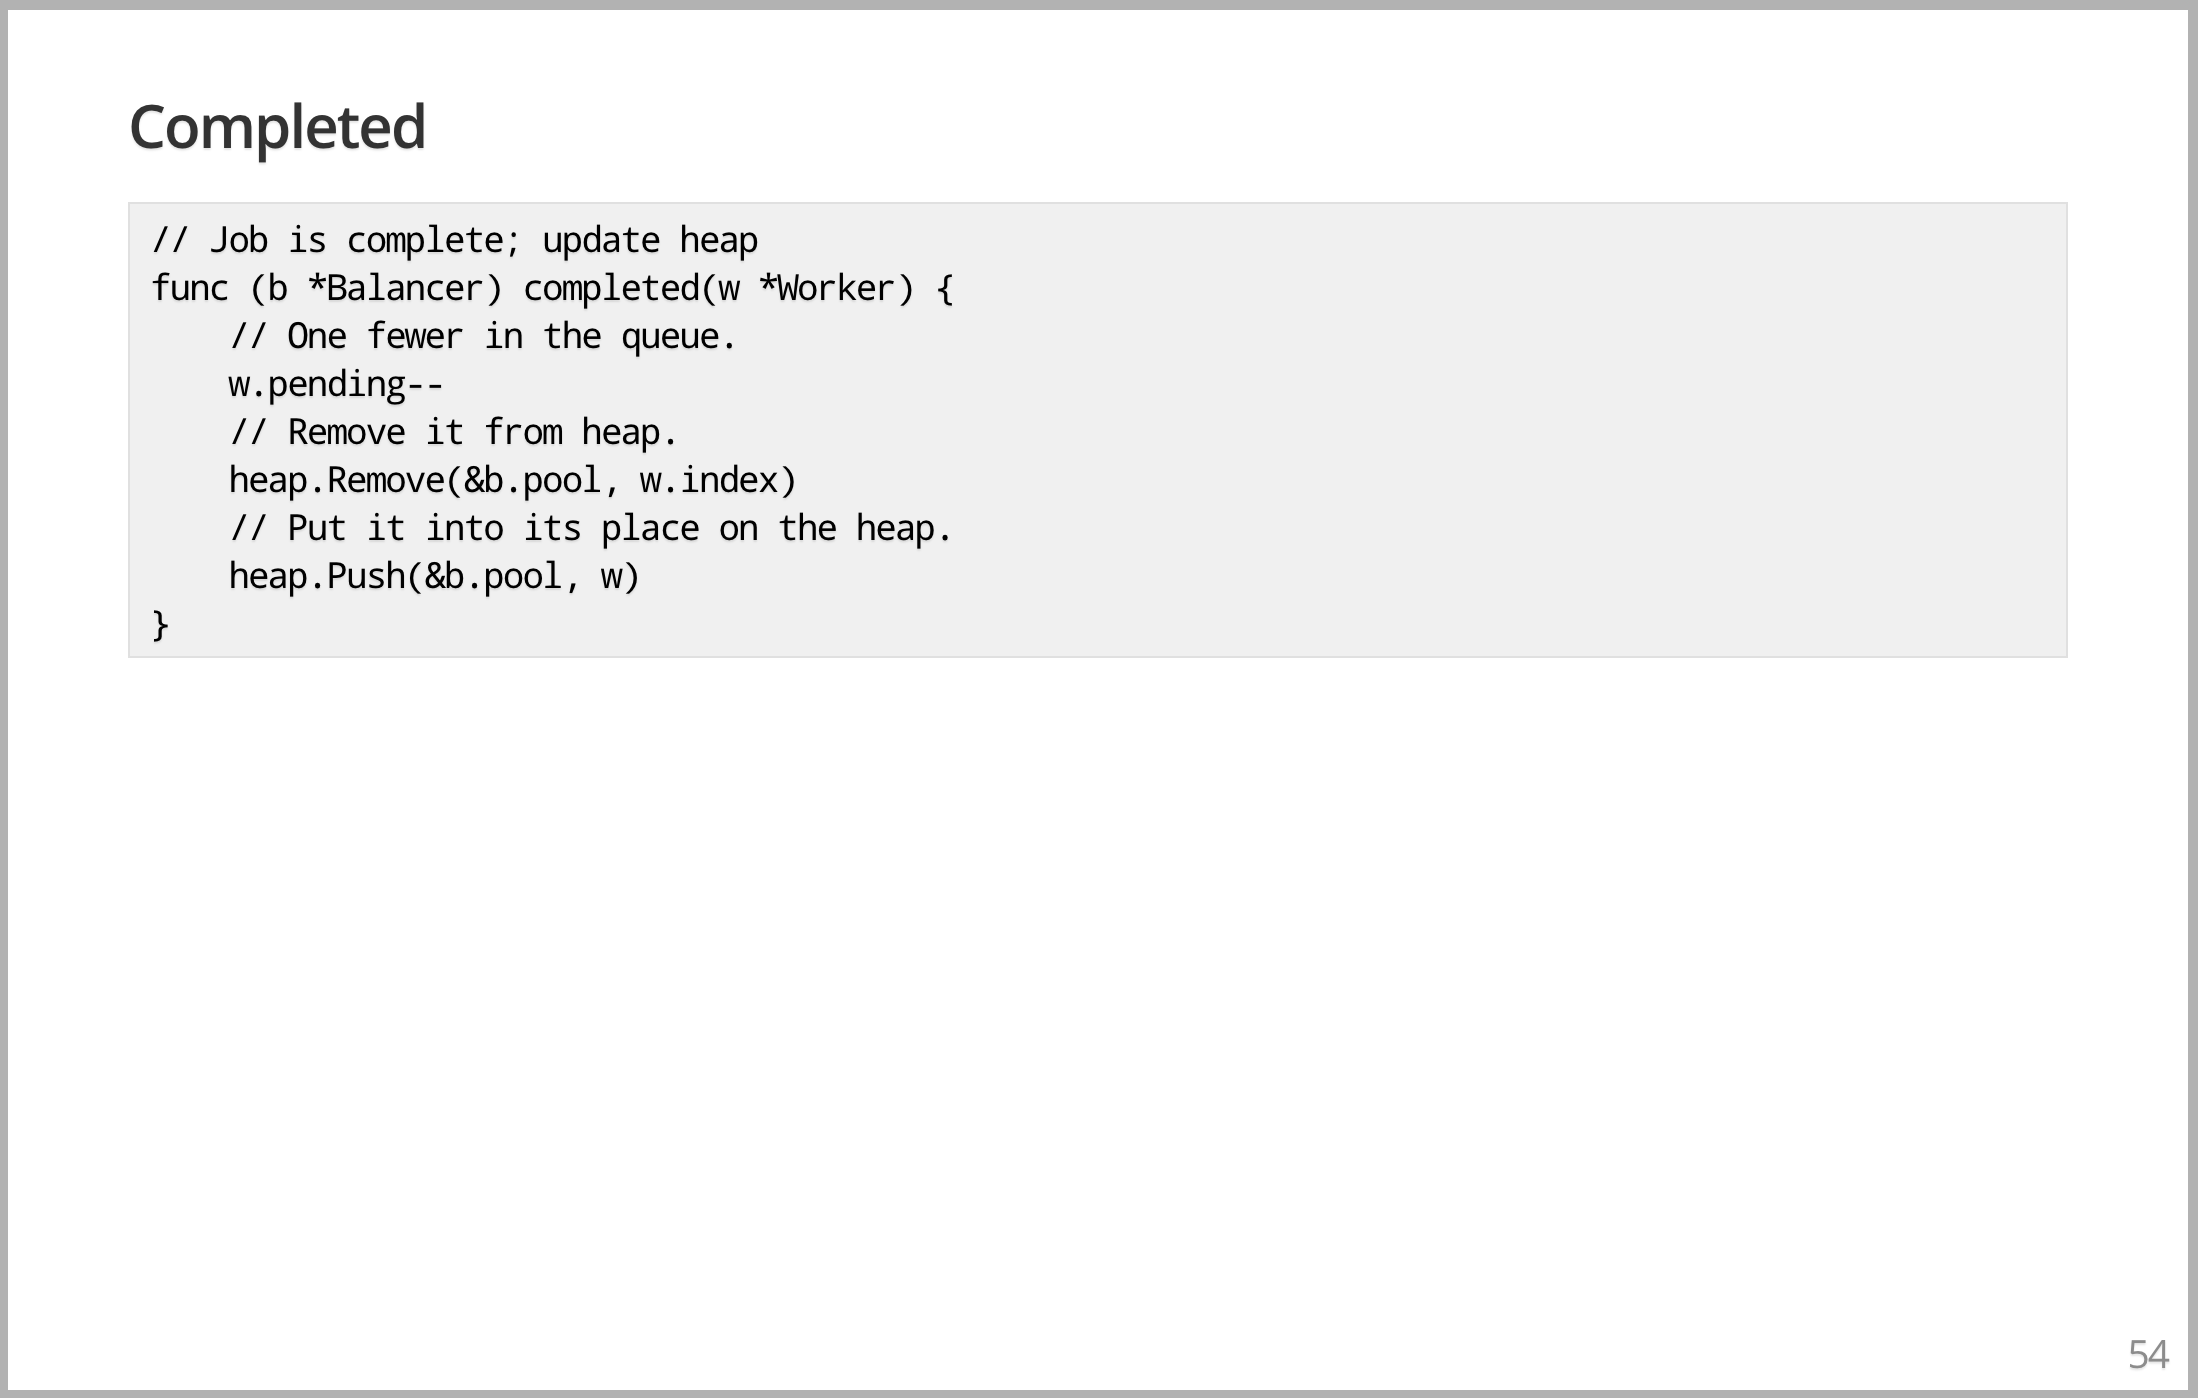 Completed
// Job is complete; update heap
func (b *Balancer) completed(w *Worker) {
    // One fewer in the queue.
    w.pending--
    // Remove it from heap.
    heap.Remove(&b.pool, w.index)
    // Put it into its place on the heap.
    heap.Push(&b.pool, w)
}
54